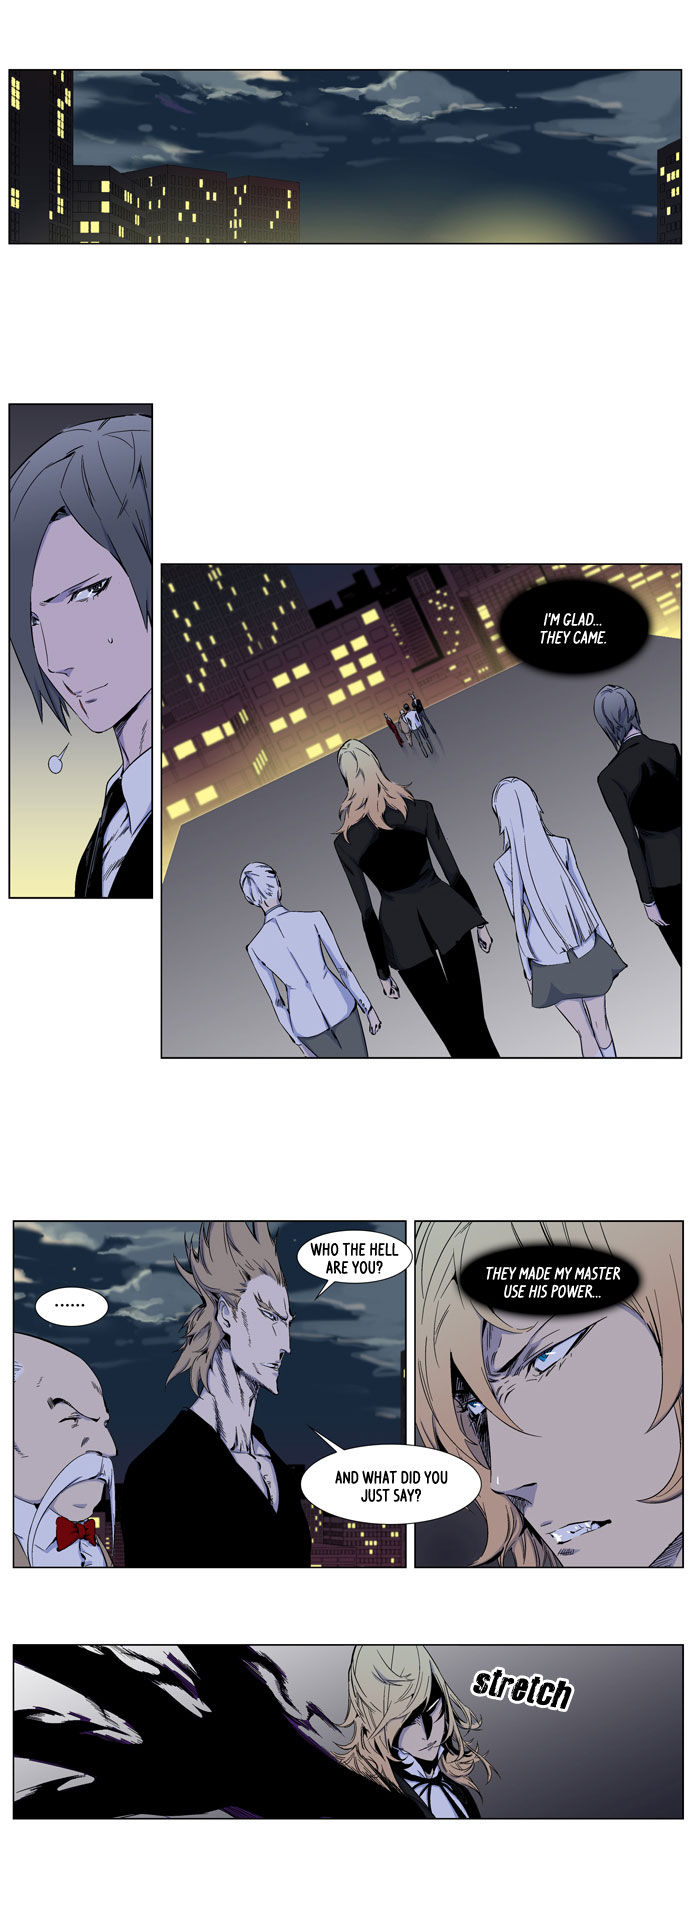 I'M GLAD...
THEY CAME.
......
WHO THE HELL
ARE YOU?
AND WHAT DID YOU
JUST SAY?
THEY MADE MY MASTER
USE HIS POWER...
stretch